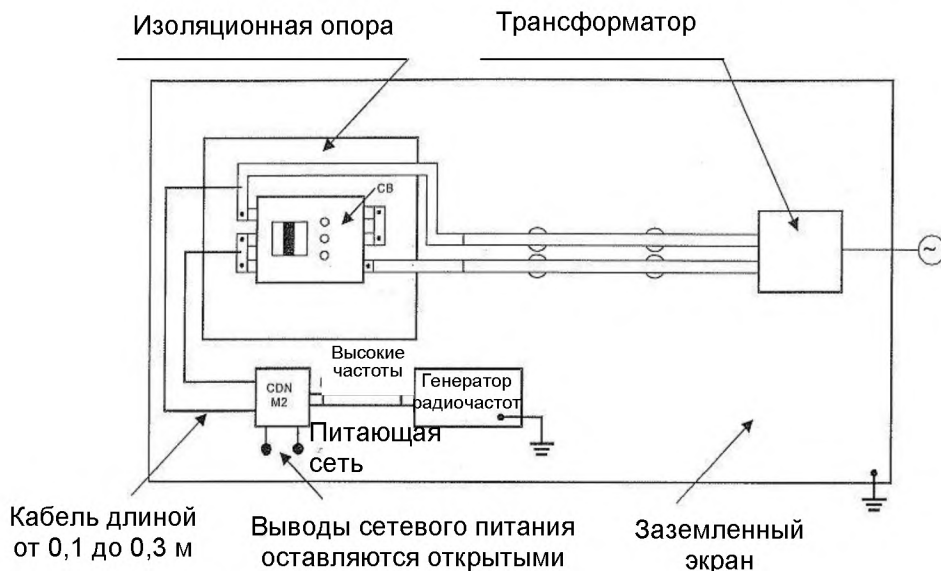 Изоляционная опора
Трансформатор
CB
~
Высокие
частоты
CDN
M2
Генератор
радиочастот
Питающая
сеть
Кабель длиной
от 0,1 до 0,3 м
Выводы сетевого питания
оставляются открытыми
Заземленный
экран